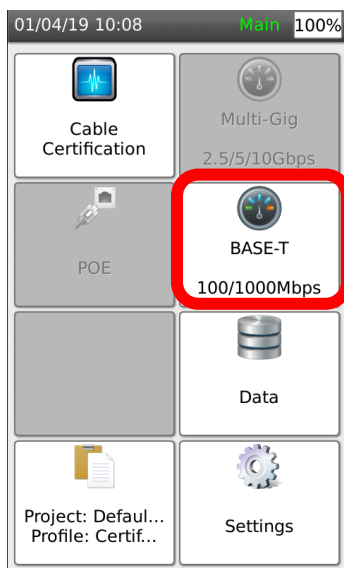 01/04/19 10:08 Main 100%
Cable
Certification
Multi-Gig
2.5/5/10Gbps
POE
BASE-T
100/1000Mbps
Data
Project: Defaul...
Profile: Certif...
Settings